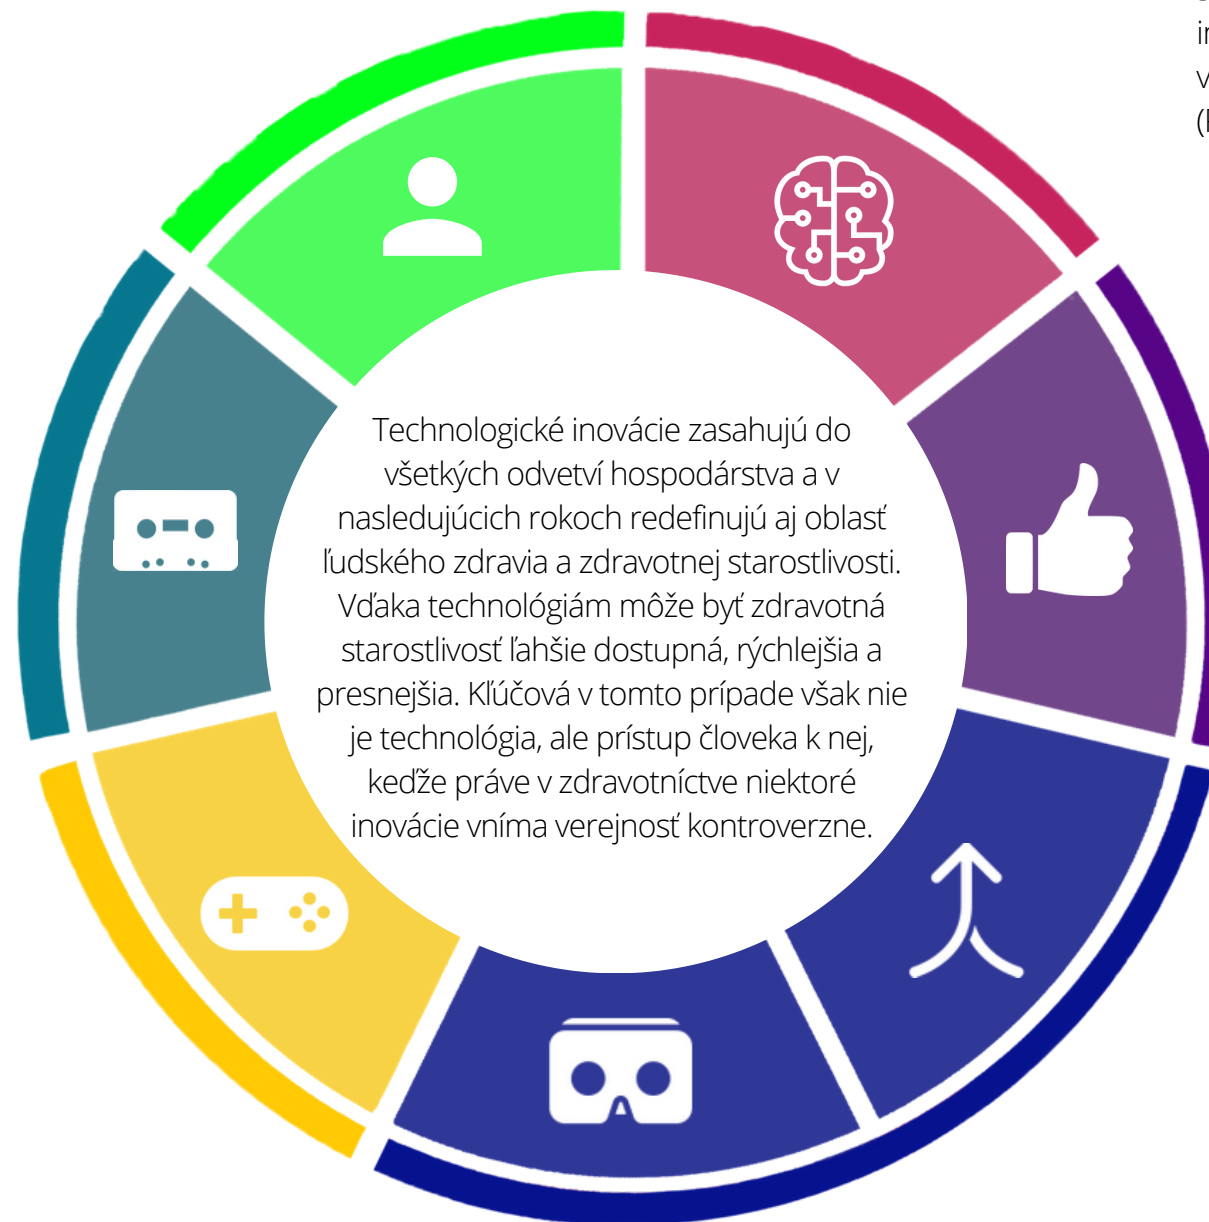 Technologické inovácie zasahujú do
všetkých odvetví hospodárstva a v
nasledujúcich rokoch redefinujú aj oblasť
ľudského zdravia a zdravotnej starostlivosti.
Vďaka technológiám môže byť zdravotná
starostlivosť ľahšie dostupná, rýchlejšia a
presnejšia. Kľúčová v tomto prípade však nie
je technológia, ale prístup človeka k nej,
keďže práve v zdravotníctve niektoré
inovácie vníma verejnosť kontroverzne.